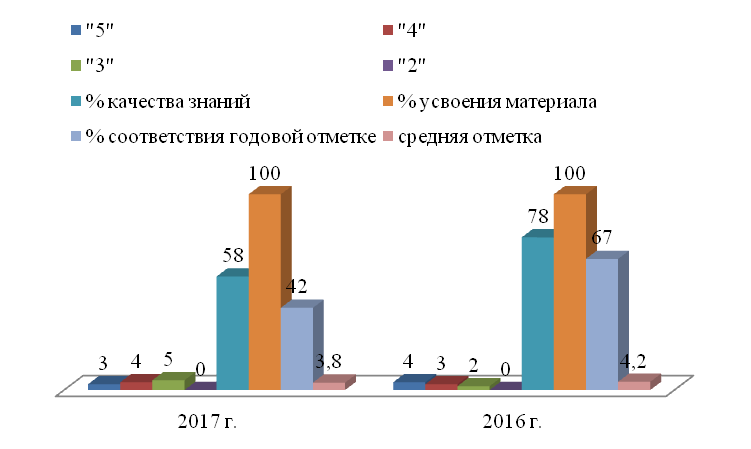 "5" "4"
"3" "2"
% качества знаний % усвоения материала
% соответствия годовой отметке средняя отметка
100 100
78
67
58
42
3 4 5 0 3,8 4 3 2 0 4,2
2017 г. 2016 г.